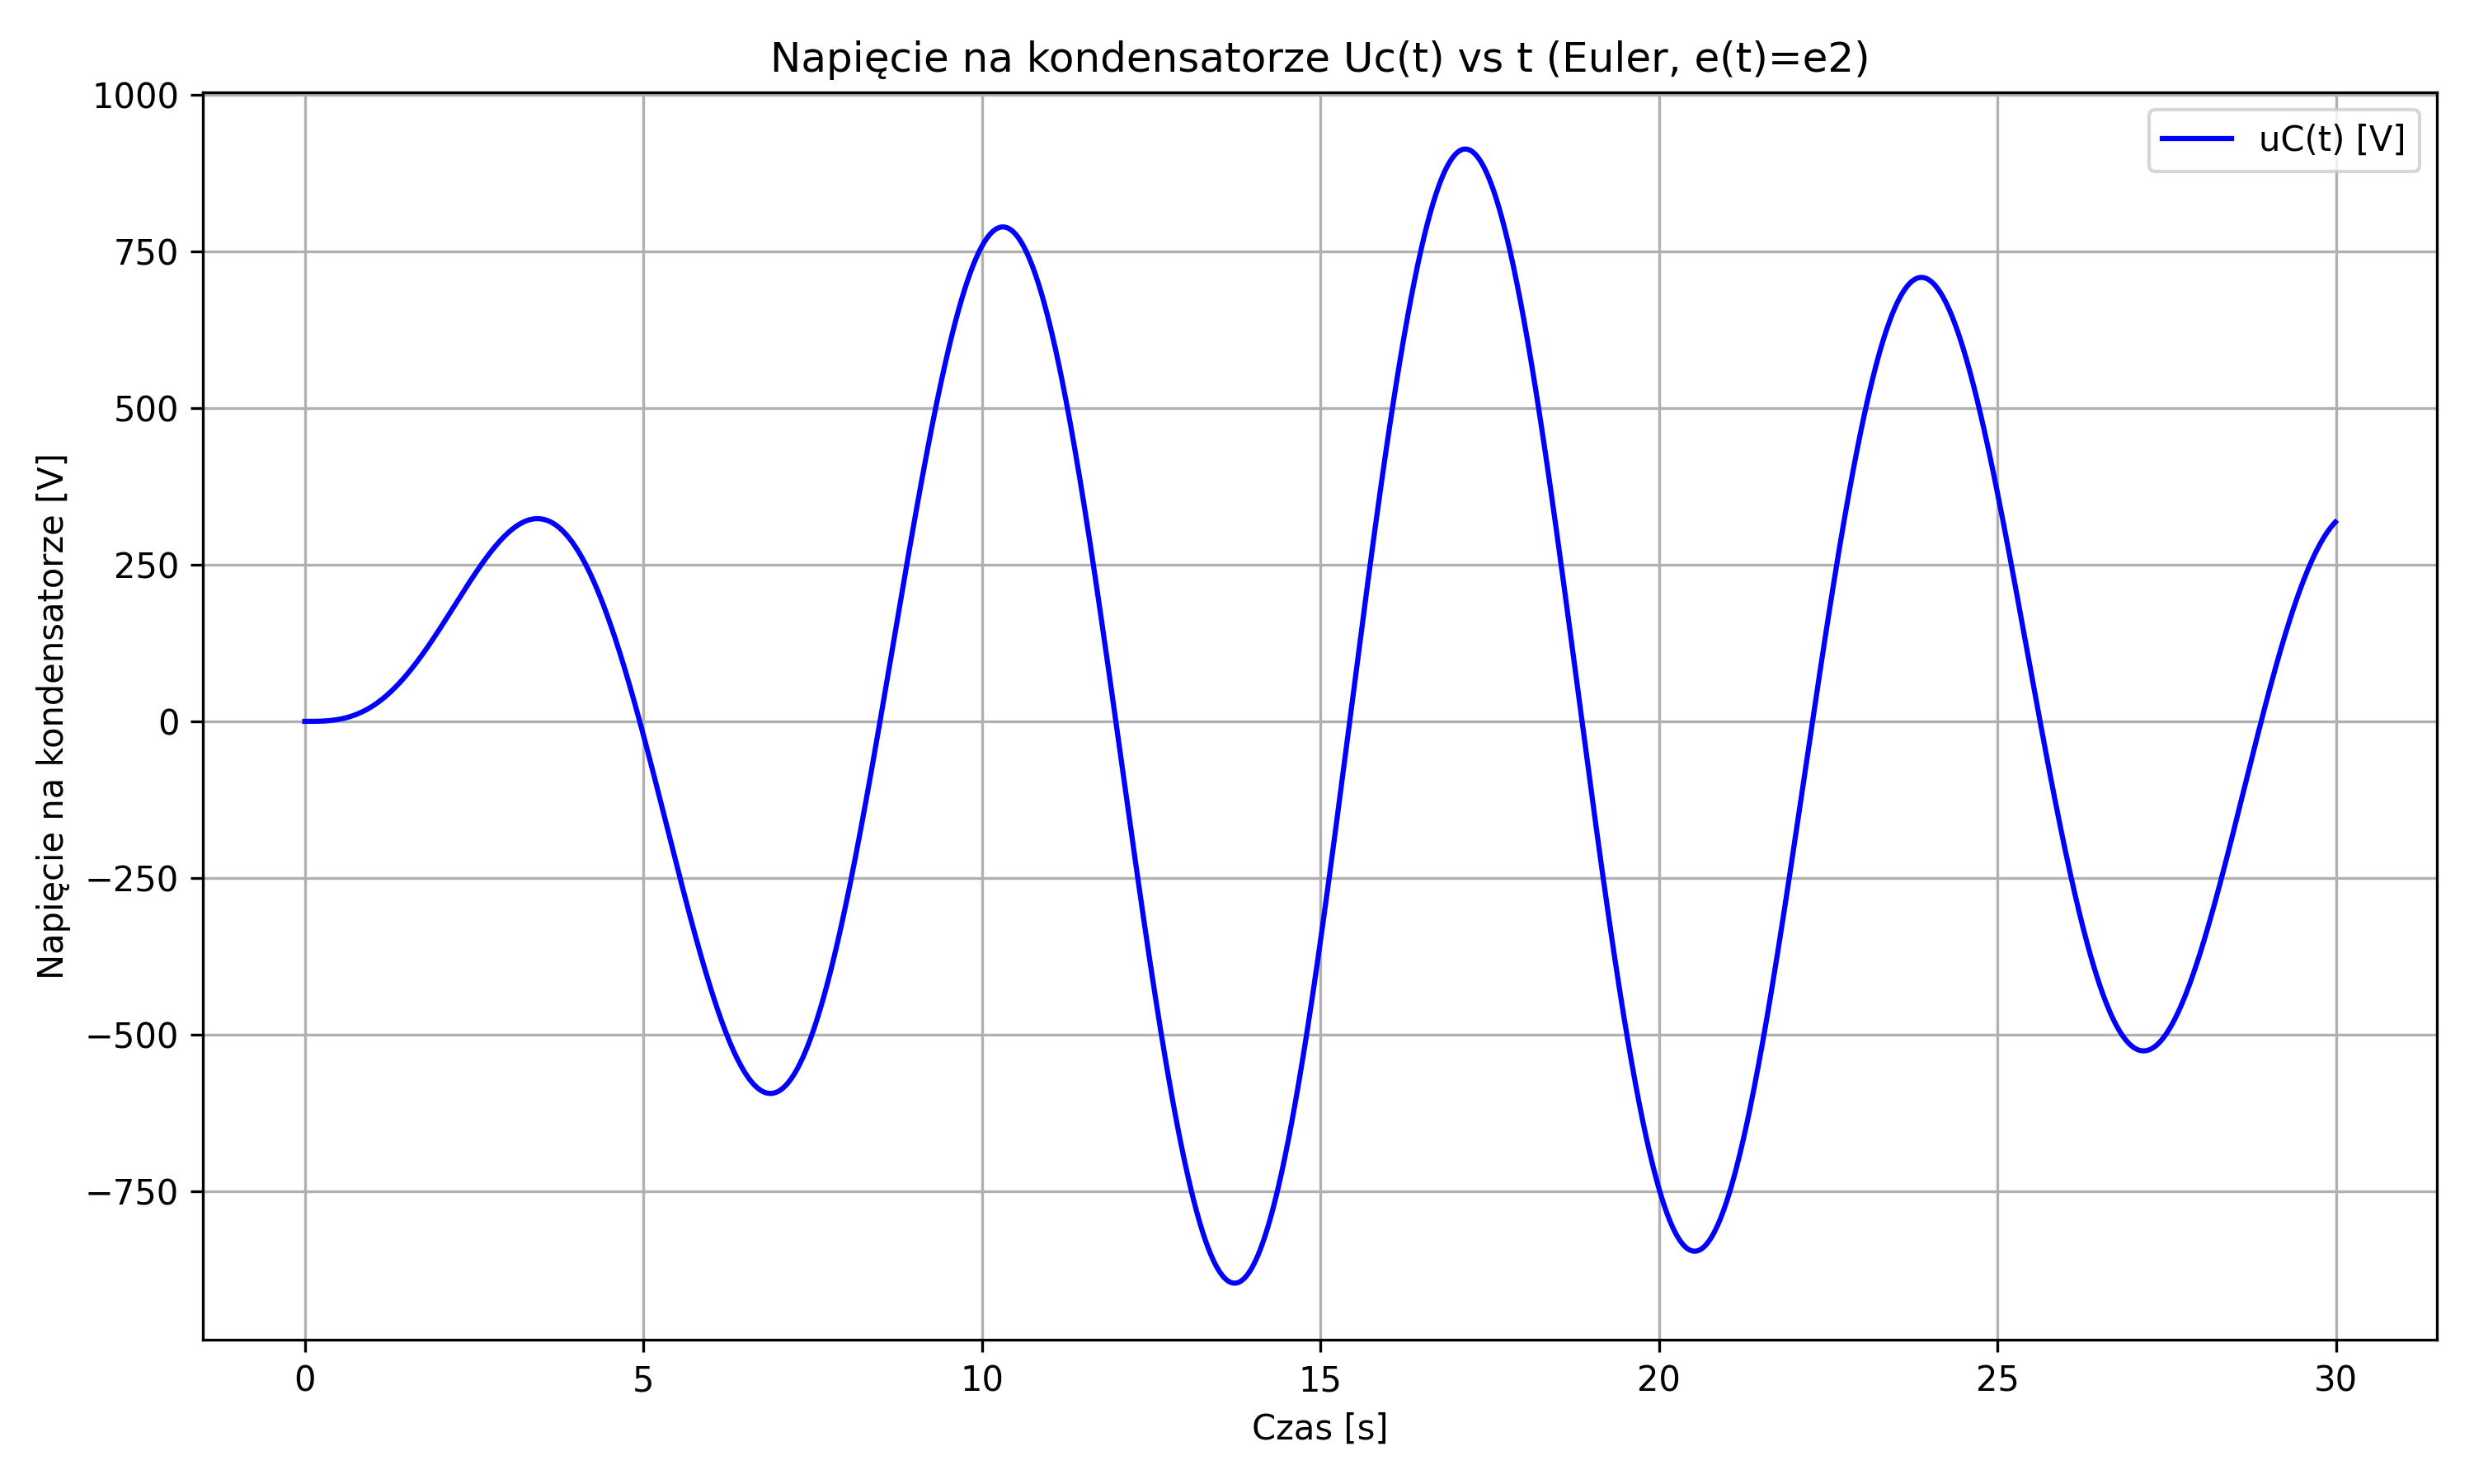 Napięcie na kondensatorze Uc(t) vs t (Euler, e(t)=e2)
uC(t) [V]
Napięcie na kondensatorze [V]
1000
750
500
250
0
−250
−500
−750
0 5 10 15 20 25 30
Czas [s]